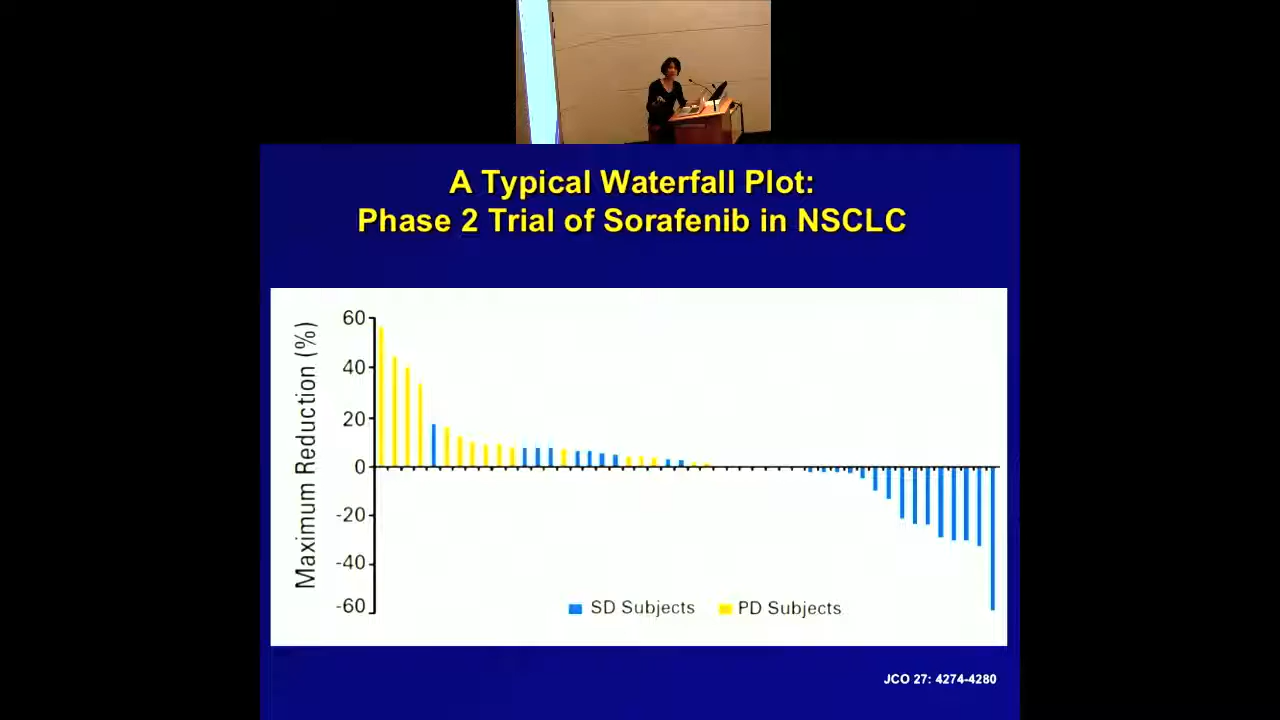 A Typical Waterfall Plot:
Phase 2 Trial of Sorafenib in NSCLC
Maximum Reduction (%)
60
40
20
0
-20
-40
-60
SD Subjects
PD Subjects
JCO 27: 4274-4280